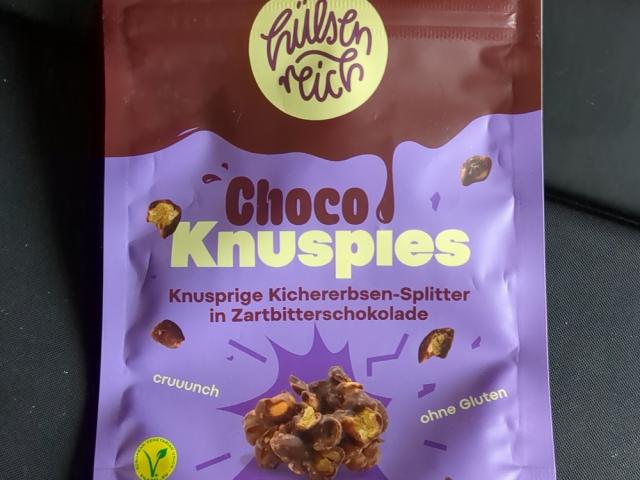 hülsen
reich
Choco
Knuspies
Knusprige Kichererbsen-Splitter
in Zartbitterschokolade
cruuunch
ohne Gluten